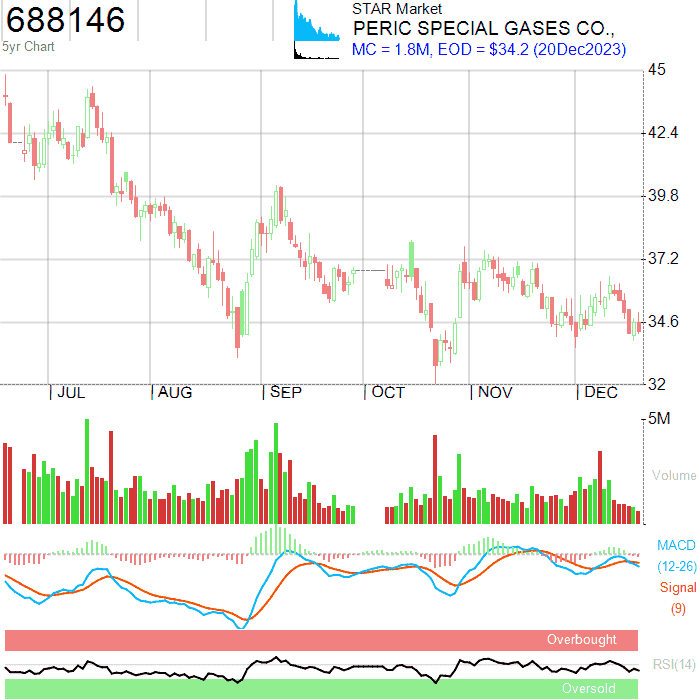 688146
5yr Chart
STAR Market
PERIC SPECIAL GASES CO.,
MC = 1.8M, EOD = $34.2 (20Dec2023)
45
42.4
39.8
37.2
34.6
32
JUL AUG SEP OCT NOV DEC
5M
Volume
MACD
(12-26)
Signal
(9)
Overbought
RSI(14)
Oversold